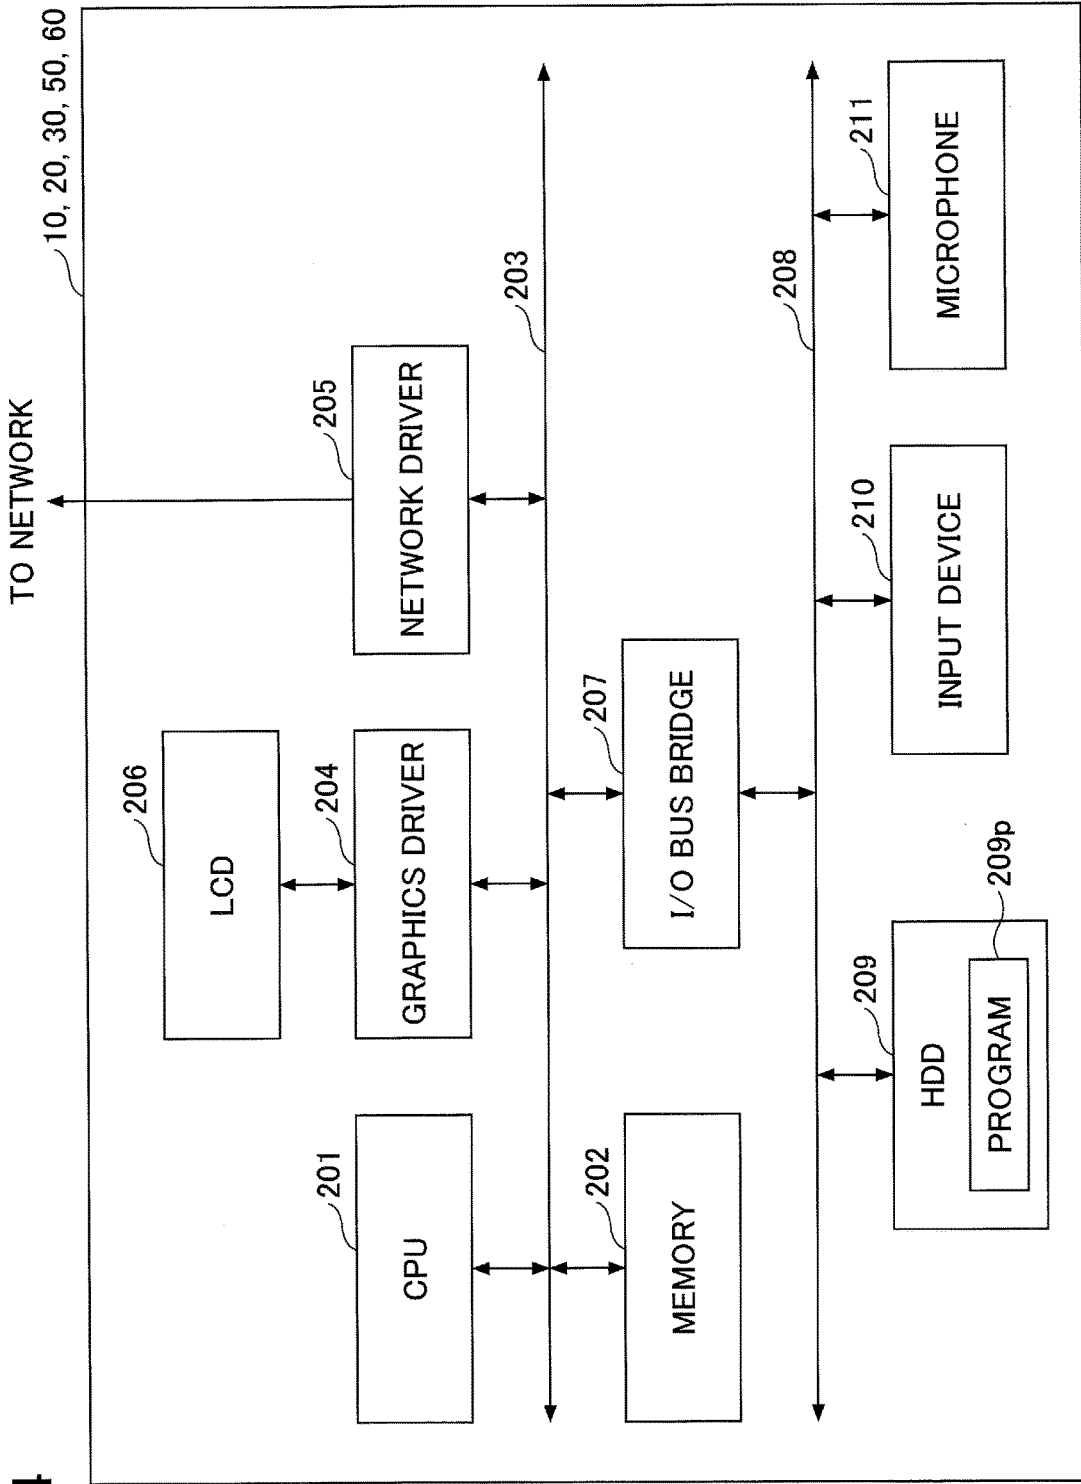 TO NETWORK
10, 20, 30, 50, 60
206
LCD
201
204
205
CPU
GRAPHICS DRIVER
NETWORK DRIVER
203
202
207
MEMORY
I/O BUS BRIDGE
208
209
210
211
HDD
209p
PROGRAM
INPUT DEVICE
MICROPHONE